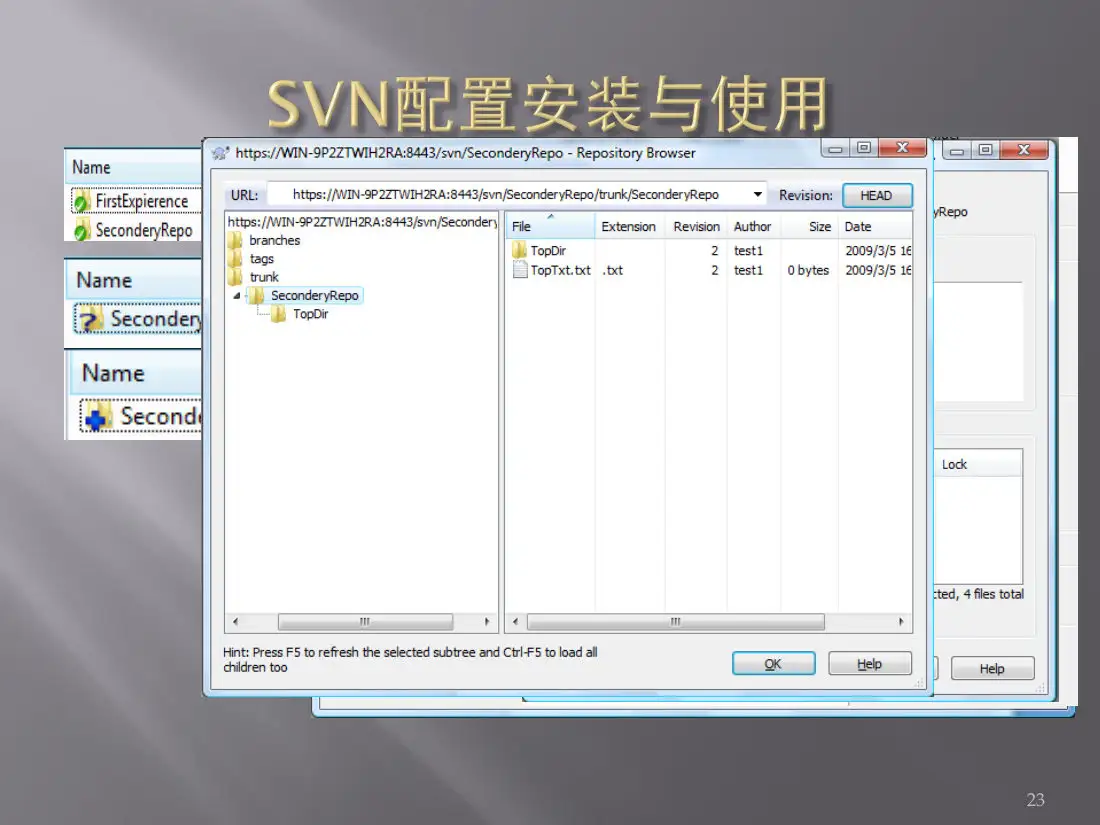 SVN配置安装与使用
Name
FirstExpierence
SeconderyRepo
Name
Secondery
Name
Seconde
https://WIN-9P2ZTWIH2RA:8443/svn/SeconderyRepo - Repository Browser
URL: https://WIN-9P2ZTWIH2RA:8443/svn/SeconderyRepo/trunk/SeconderyRepo Revision: HEAD
https://WIN-9P2ZTWIH2RA:8443/svn/Secondery
branches
tags
trunk
SeconderyRepo
TopDir
File Extension Revision Author Size Date
TopDir 2 test1 2009/3/5 16
TopTxt.txt .txt 2 test1 0 bytes 2009/3/5 16
Hint: Press F5 to refresh the selected subtree and Ctrl-F5 to load all
children too
OK Help
yRepo
Lock
cted, 4 files total
Help
23